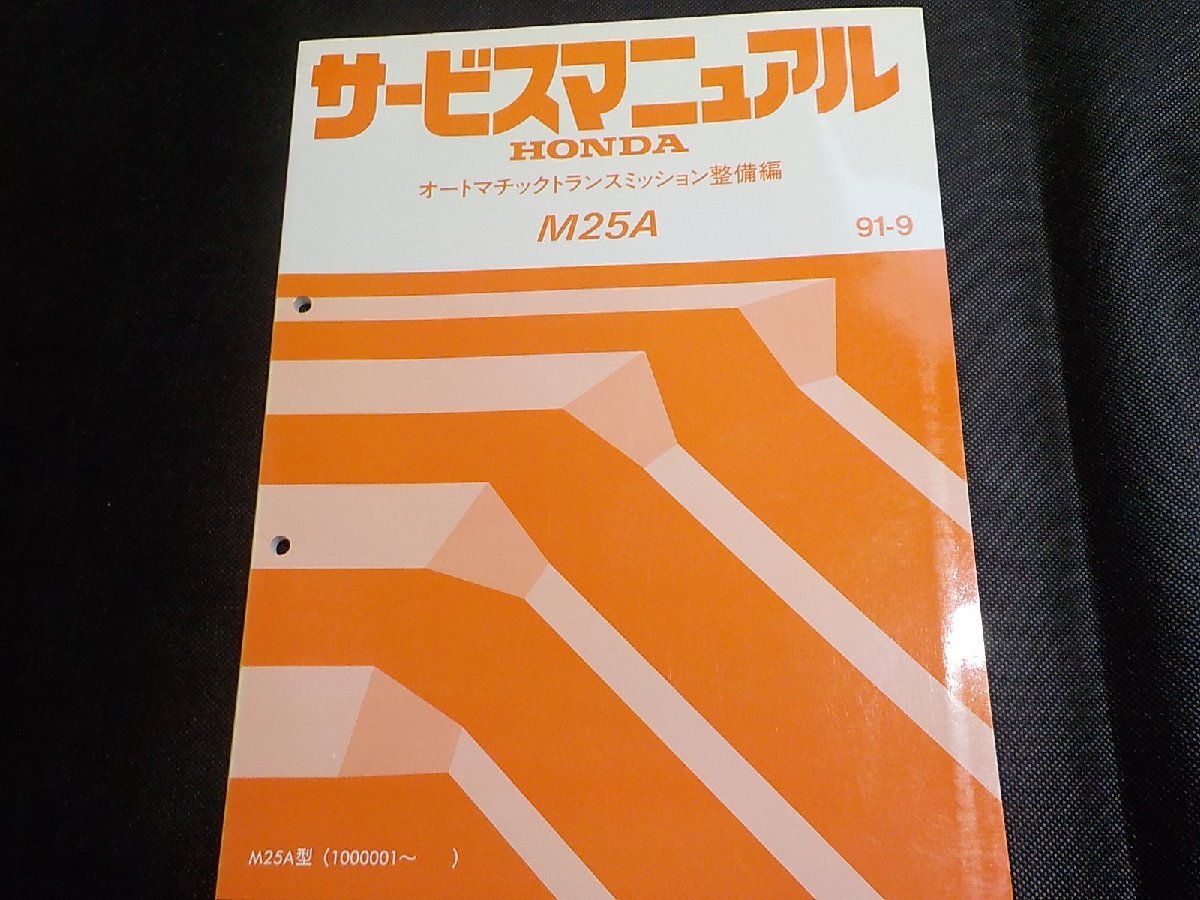 サービスマニュアル
HONDA
オートマチックトランスミッション整備編
M25A 91-9
M25A型 (1000001～ )